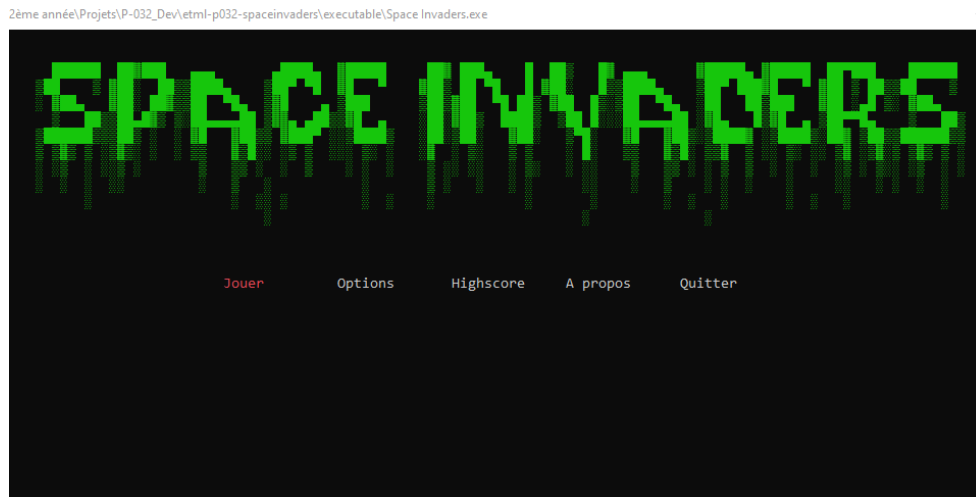 2ème année\Projets\P-032_Dev\etml-p032-spaceinvaders\executable\Space Invaders.exe
SPACE INVADERS
Jouer Options Highscore A propos Quitter